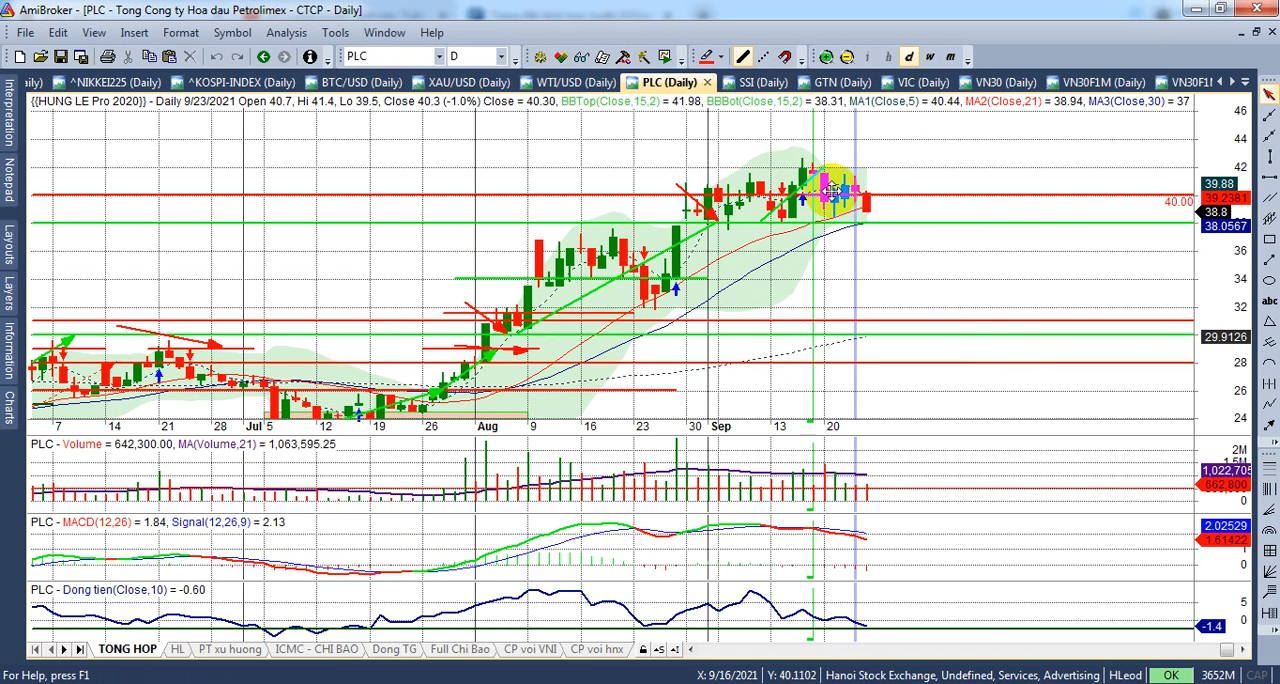 AmiBroker - [PLC - Tong Cong ty Hoa dau Petrolimex - CTCP - Daily]
File Edit View Insert Format Symbol Analysis Tools Window Help
PLC D i h d w m
ily) ^NIKKEI225 (Daily) ^KOSPI-INDEX (Daily) BTC/USD (Daily) XAU/USD (Daily) WTI/USD (Daily) PLC (Daily) SSI (Daily) GTN (Daily) VIC (Daily) VN30 (Daily) VN30F1M (Daily) VN30F1
{{HUNG LE Pro 2020}} - Daily 9/23/2021 Open 40.7, Hi 41.4, Lo 39.5, Close 40.3 (-1.0%) Close = 40.30, BBTop(Close,15,2) = 41.98, BBBot(Close,15,2) = 38.31, MA1(Close,5) = 40.44, MA2(Close,21) = 38.94, MA3(Close,30) = 37
Interpretation
Notepad
Layouts
Layers
Information
Charts
abc
46
44
42
39.88
39.2381
40.00
38.8
38.0567
36
34
32
29.9126
28
26
24
7 14 21 28 Jul 5 12 19 26 Aug 9 16 23 30 Sep 13 20
PLC - Volume = 642,300.00, MA(Volume,21) = 1,063,595.25
2M
1,022,705
662,800
0
PLC - MACD(12,26) = 1.84, Signal(12,26,9) = 2.13
2.02529
1.61422
0
PLC - Dong tien(Close,10) = -0.60
5
0
-1.4
TONG HOP HL PT xu huong ICMC - CHI BAO Dong TG Full Chi Bao CP voi VNI CP voi hnx
For Help, press F1 X: 9/16/2021 Y: 40.1102 Hanoi Stock Exchange, Undefined, Services, Advertising HLeod OK 3652M CAP